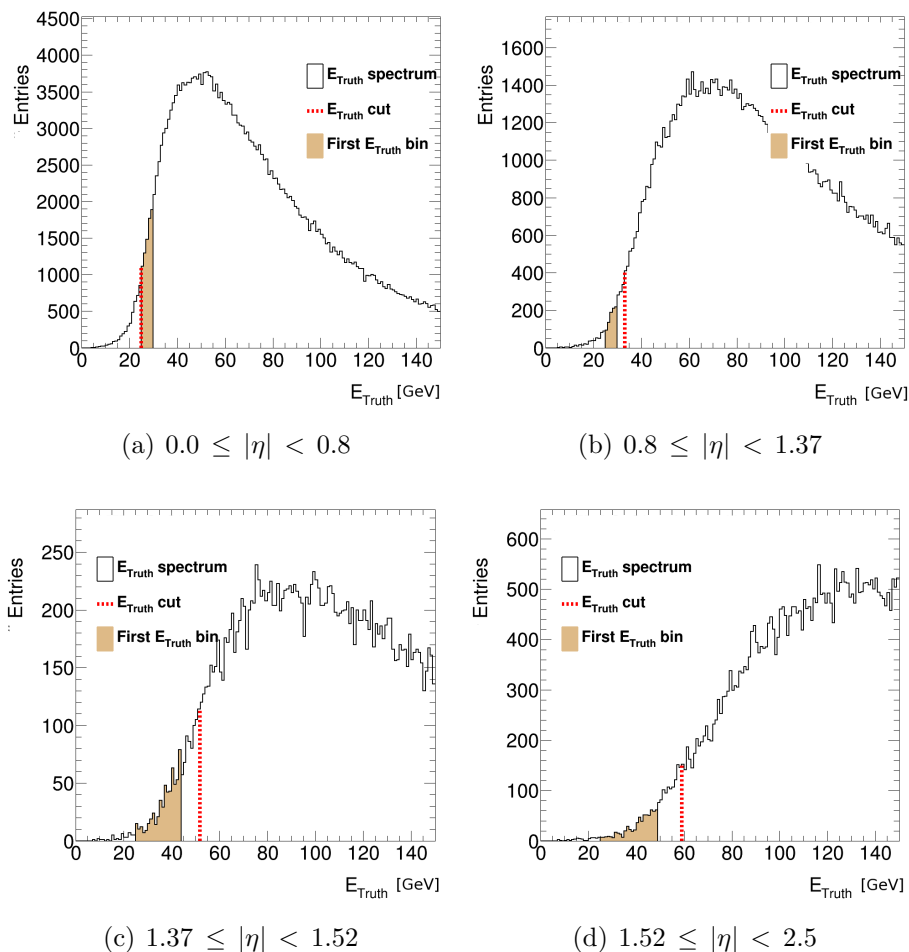 4500
4000
3500
3000
2500
2000
1500
1000
500
0
Entries
E_Truth spectrum
E_Truth cut
First E_Truth bin
0 20 40 60 80 100 120 140
E_Truth [GeV]
(a) 0.0 ≤ |η| < 0.8
1600
1400
1200
1000
800
600
400
200
0
Entries
E_Truth spectrum
E_Truth cut
First E_Truth bin
0 20 40 60 80 100 120 140
E_Truth [GeV]
(b) 0.8 ≤ |η| < 1.37
250
200
150
100
50
0
Entries
E_Truth spectrum
E_Truth cut
First E_Truth bin
0 20 40 60 80 100 120 140
E_Truth [GeV]
(c) 1.37 ≤ |η| < 1.52
600
500
400
300
200
100
0
Entries
E_Truth spectrum
E_Truth cut
First E_Truth bin
0 20 40 60 80 100 120 140
E_Truth [GeV]
(d) 1.52 ≤ |η| < 2.5